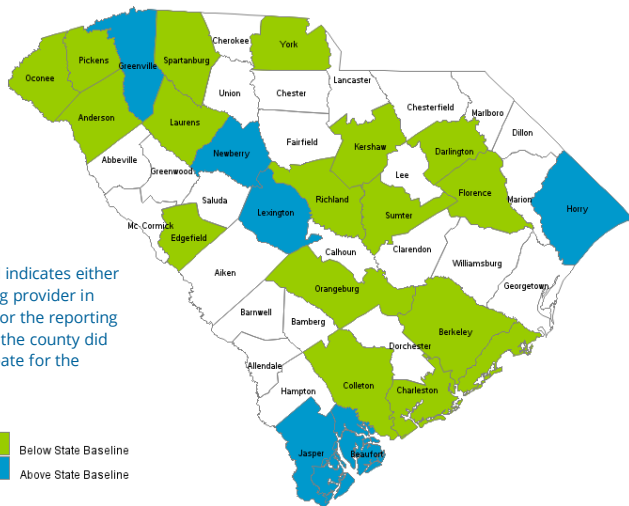 Cherokee
York
Spartanburg
Pickens
Greenville
Oconee
Lancaster
Union
Chester
Chesterfield
Marlboro
Anderson
Laurens
Dillon
Fairfield
Kershaw
Newberry
Darlington
Abbeville
Greenwood
Lee
Florence
Saluda
Richland
Marion
Lexington
Sumter
Horry
Mc Cormick
Edgefield
Calhoun
Clarendon
Williamsburg
Aiken
indicates either
g provider in
or the reporting
the county did
ate for the
Orangeburg
Georgetown
Barnwell
Bamberg
Berkeley
Dorchester
Allendale
Hampton
Colleton
Charleston
Jasper
Beaufort
Below State Baseline
Above State Baseline